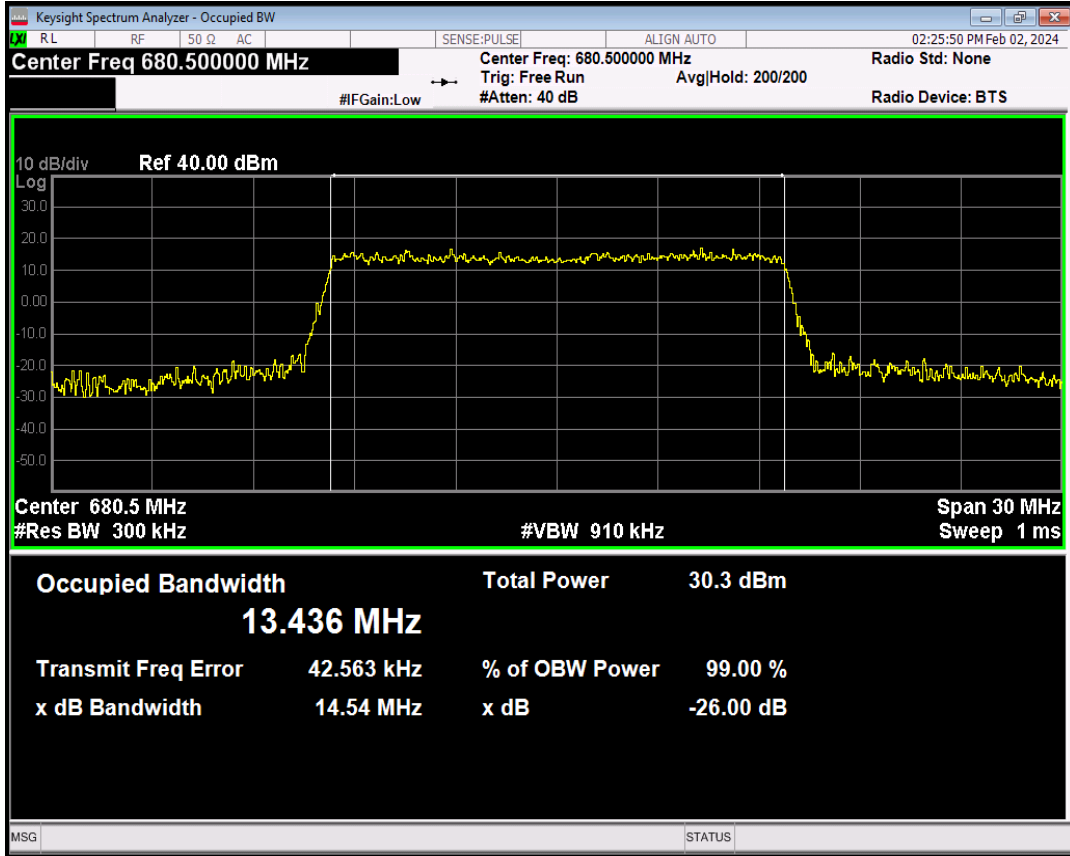 Keysight Spectrum Analyzer - Occupied BW
LXI RL RF 50 Ω AC SENSE:PULSE ALIGN AUTO 02:25:50 PM Feb 02, 2024
Center Freq 680.500000 MHz Center Freq: 680.500000 MHz Radio Std: None
Trig: Free Run Avg|Hold: 200/200
#IFGain:Low #Atten: 40 dB Radio Device: BTS
10 dB/div Ref 40.00 dBm
Log
30.0
20.0
10.0
0.00
-10.0
-20.0
-30.0
-40.0
-50.0
Center 680.5 MHz Span 30 MHz
#Res BW 300 kHz #VBW 910 kHz Sweep 1 ms
Occupied Bandwidth Total Power 30.3 dBm
13.436 MHz
Transmit Freq Error 42.563 kHz % of OBW Power 99.00 %
x dB Bandwidth 14.54 MHz x dB -26.00 dB
MSG STATUS